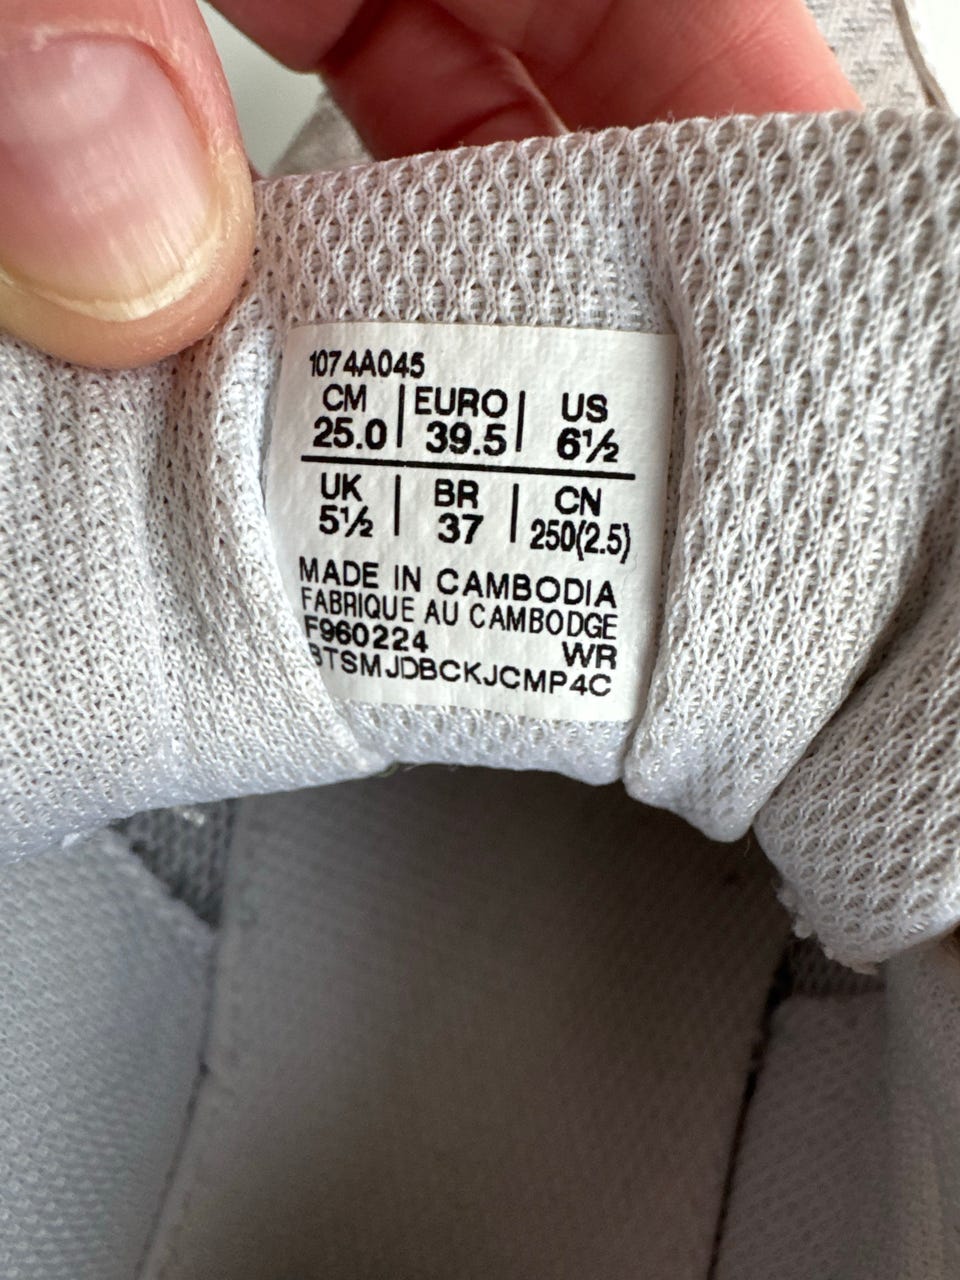 1074A045
CM | EURO | US
25.0 | 39.5 | 6½
UK | BR | CN
5½ | 37 | 250(2.5)
MADE IN CAMBODIA
FABRIQUE AU CAMBODGE
F960224 WR
BTSMJDBCKJCMP4C